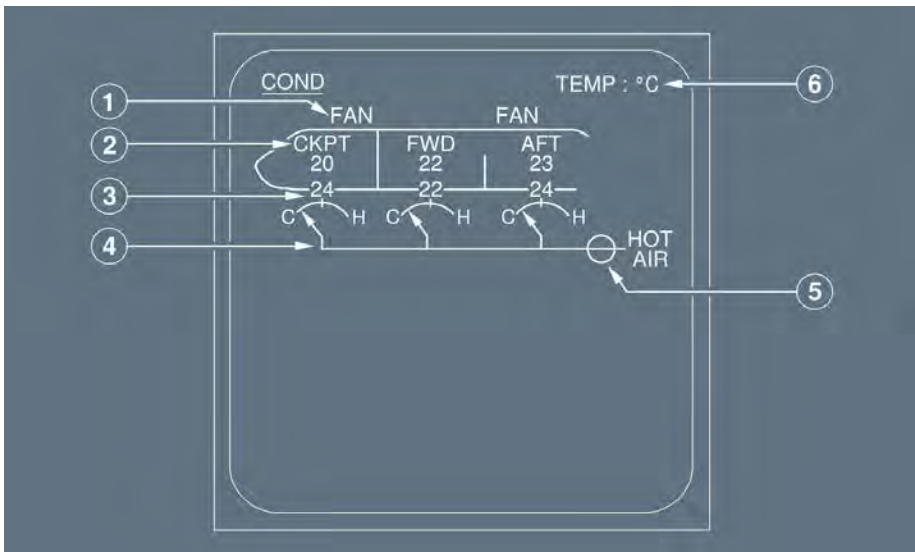 COND
TEMP : °C
6
1
FAN FAN
2
CKPT FWD AFT
20 22 23
3
24 22 24
C H C H C H
4
HOT
AIR
5